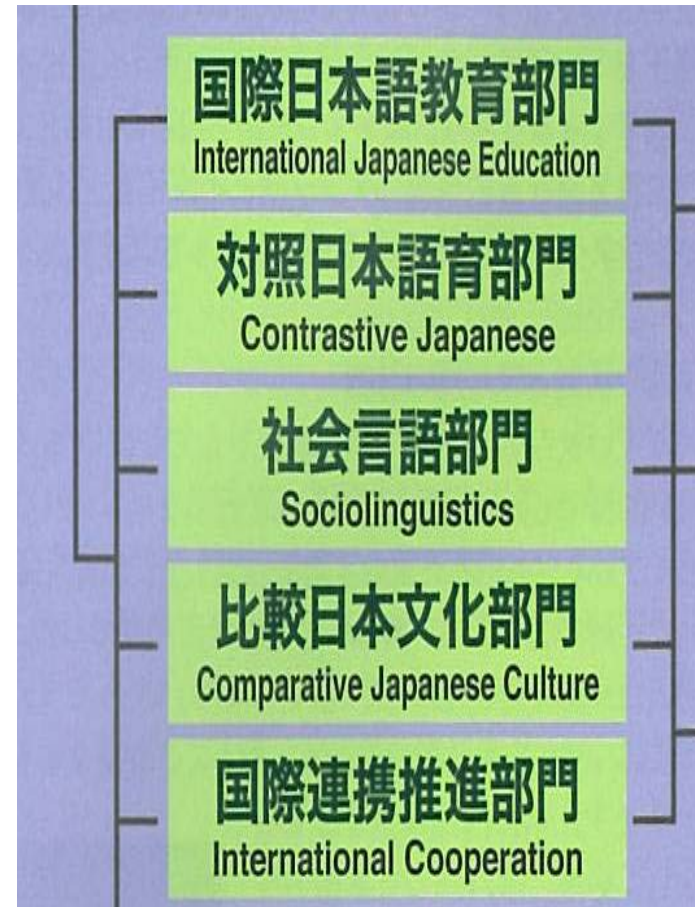 国際日本語教育部門
International Japanese Education
対照日本語育部門
Contrastive Japanese
社会言語部門
Sociolinguistics
比較日本文化部門
Comparative Japanese Culture
国際連携推進部門
International Cooperation